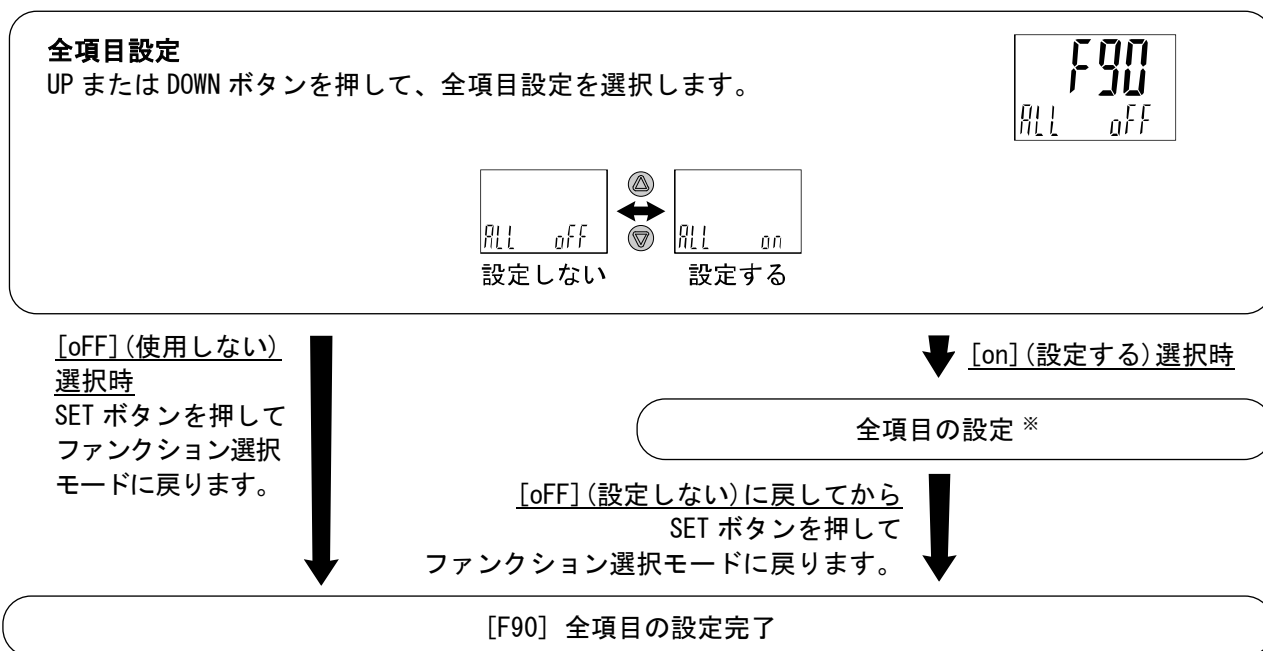 全項目設定
UP または DOWN ボタンを押して、全項目設定を選択します。
F90
ALL oFF
ALL oFF
ALL on
設定しない
設定する
[oFF](使用しない)
選択時
SET ボタンを押して
ファンクション選択
モードに戻ります。
[on](設定する)選択時
全項目の設定 ※
[oFF](設定しない)に戻してから
SET ボタンを押して
ファンクション選択モードに戻ります。
[F90] 全項目の設定完了